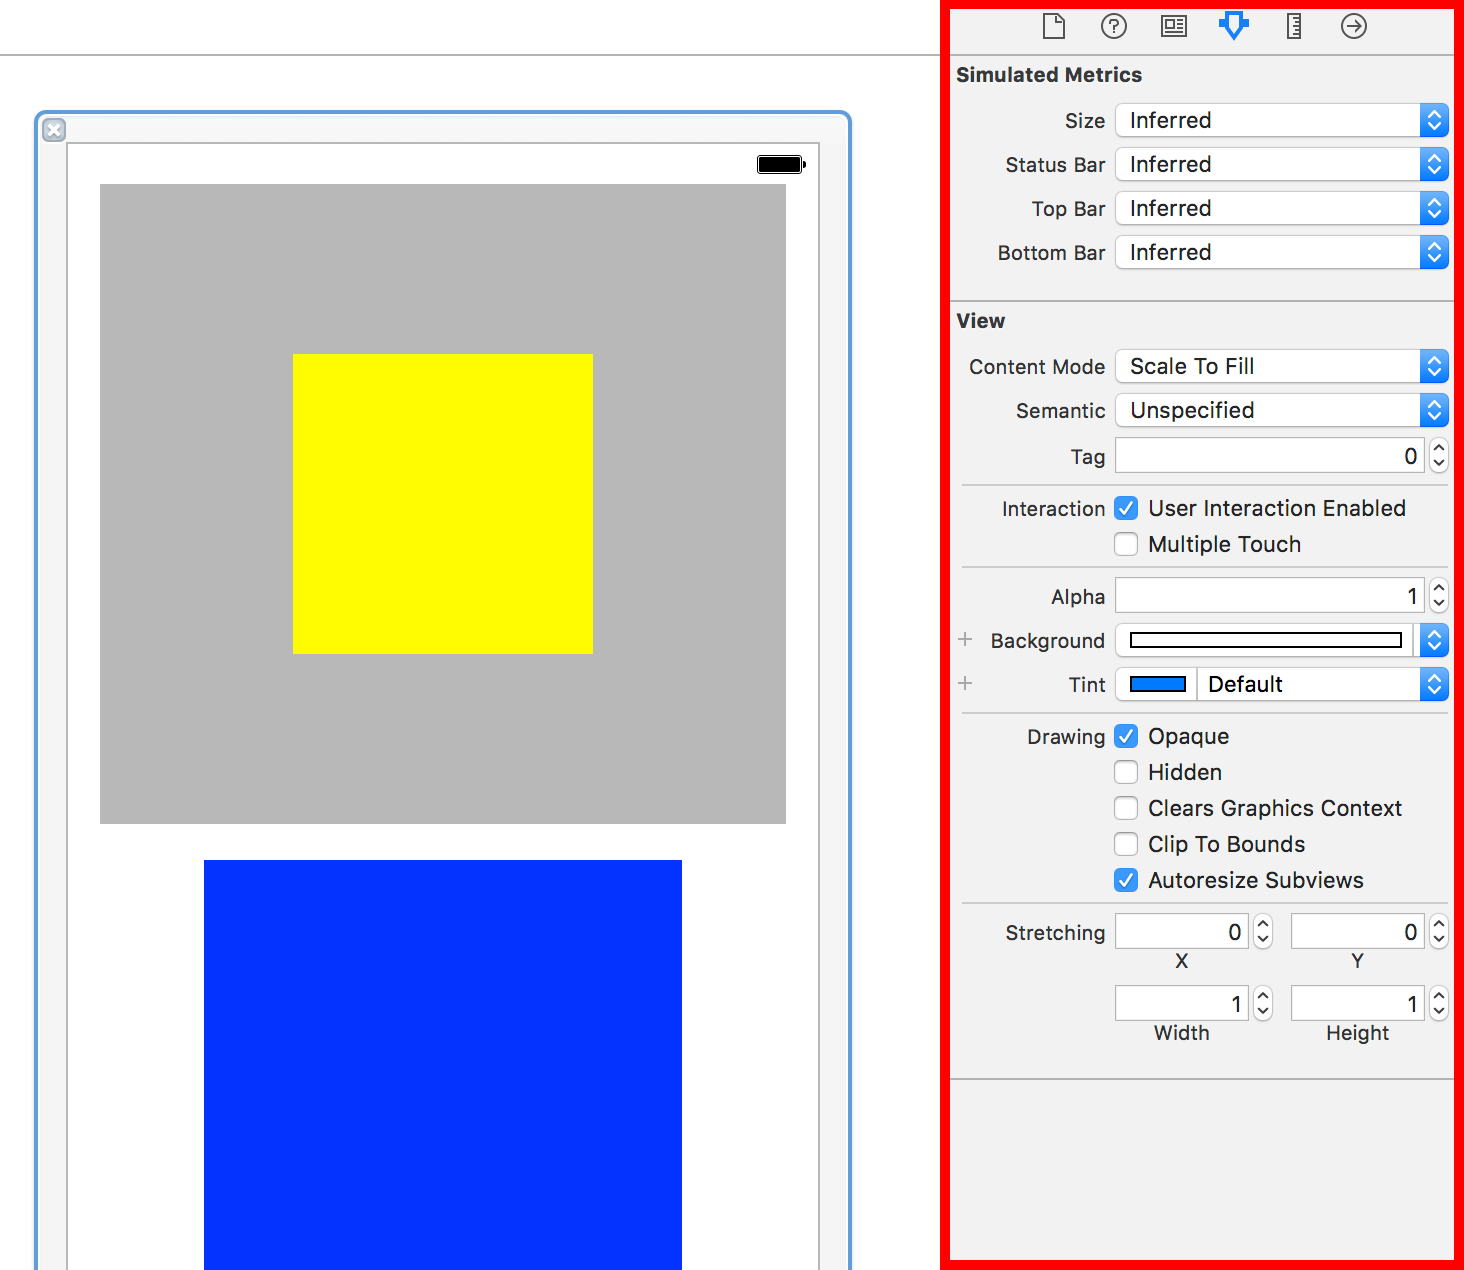 Simulated Metrics
Size Inferred
Status Bar Inferred
Top Bar Inferred
Bottom Bar Inferred
View
Content Mode Scale To Fill
Semantic Unspecified
Tag 0
Interaction User Interaction Enabled
Multiple Touch
Alpha 1
+ Background
+ Tint Default
Drawing Opaque
Hidden
Clears Graphics Context
Clip To Bounds
Autoresize Subviews
Stretching 0 0
X Y
1 1
Width Height